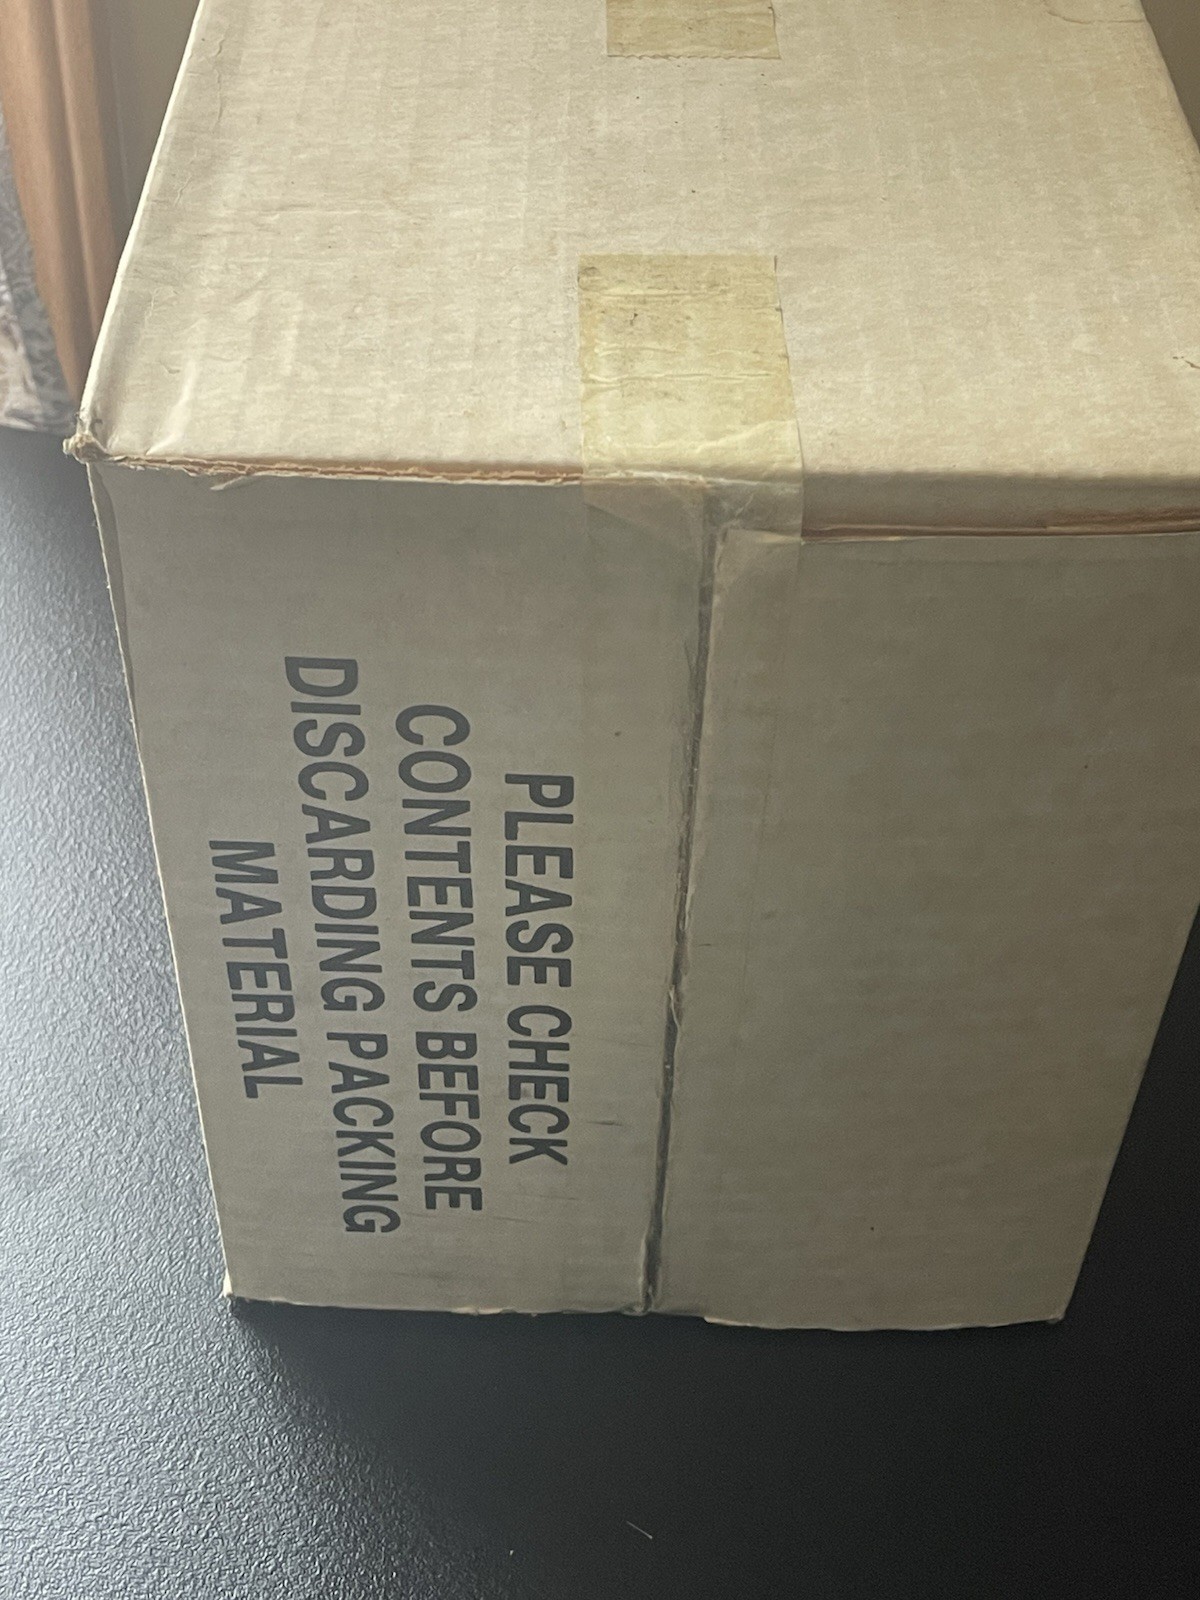 PLEASE CHECK
CONTENTS BEFORE
DISCARDING PACKING
MATERIAL